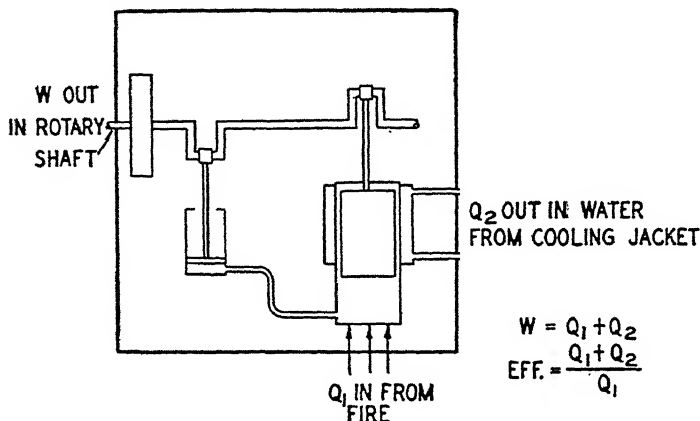 W OUT
IN ROTARY
SHAFT
Q₂ OUT IN WATER
FROM COOLING JACKET
W = Q₁ + Q₂
EFF. = Q₁ + Q₂
Q₁
Q₁ IN FROM
FIRE